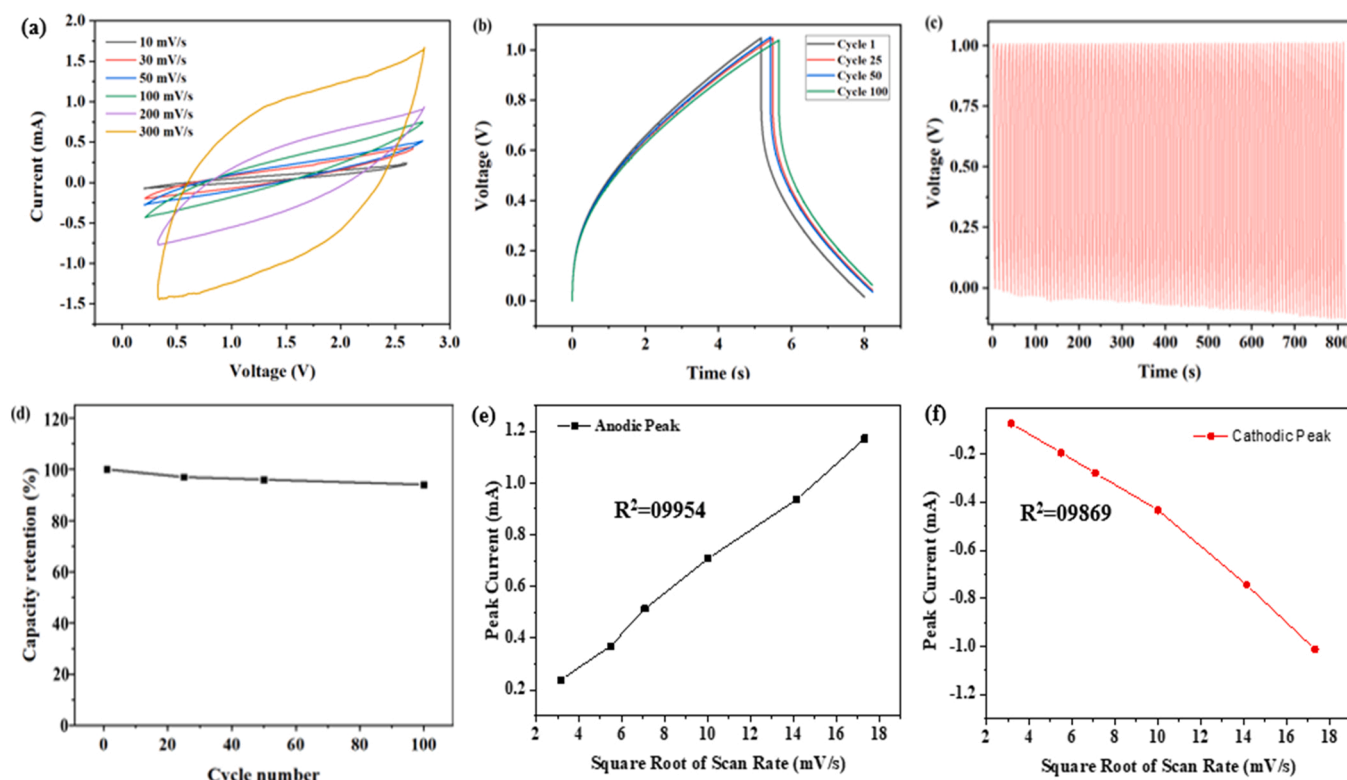 (a)
10 mV/s
30 mV/s
50 mV/s
100 mV/s
200 mV/s
300 mV/s
Current (mA)
2.0
1.5
1.0
0.5
0.0
-0.5
-1.0
-1.5
0.0 0.5 1.0 1.5 2.0 2.5 3.0
Voltage (V)
(b)
Cycle 1
Cycle 25
Cycle 50
Cycle 100
Voltage (V)
1.0
0.8
0.6
0.4
0.2
0.0
0 2 4 6 8
Time (s)
(c)
Voltage (V)
1.00
0.75
0.50
0.25
0.00
0 100 200 300 400 500 600 700 800
Time (s)
(d)
Capacity retention (%)
120
100
80
60
40
20
0
0 20 40 60 80 100
Cycle number
(e)
Anodic Peak
R²=09954
Peak Current (mA)
1.2
1.0
0.8
0.6
0.4
0.2
2 4 6 8 10 12 14 16 18
Square Root of Scan Rate (mV/s)
(f)
Cathodic Peak
R²=09869
Peak Current (mA)
-0.2
-0.4
-0.6
-0.8
-1.0
-1.2
2 4 6 8 10 12 14 16 18
Square Root of Scan Rate (mV/s)